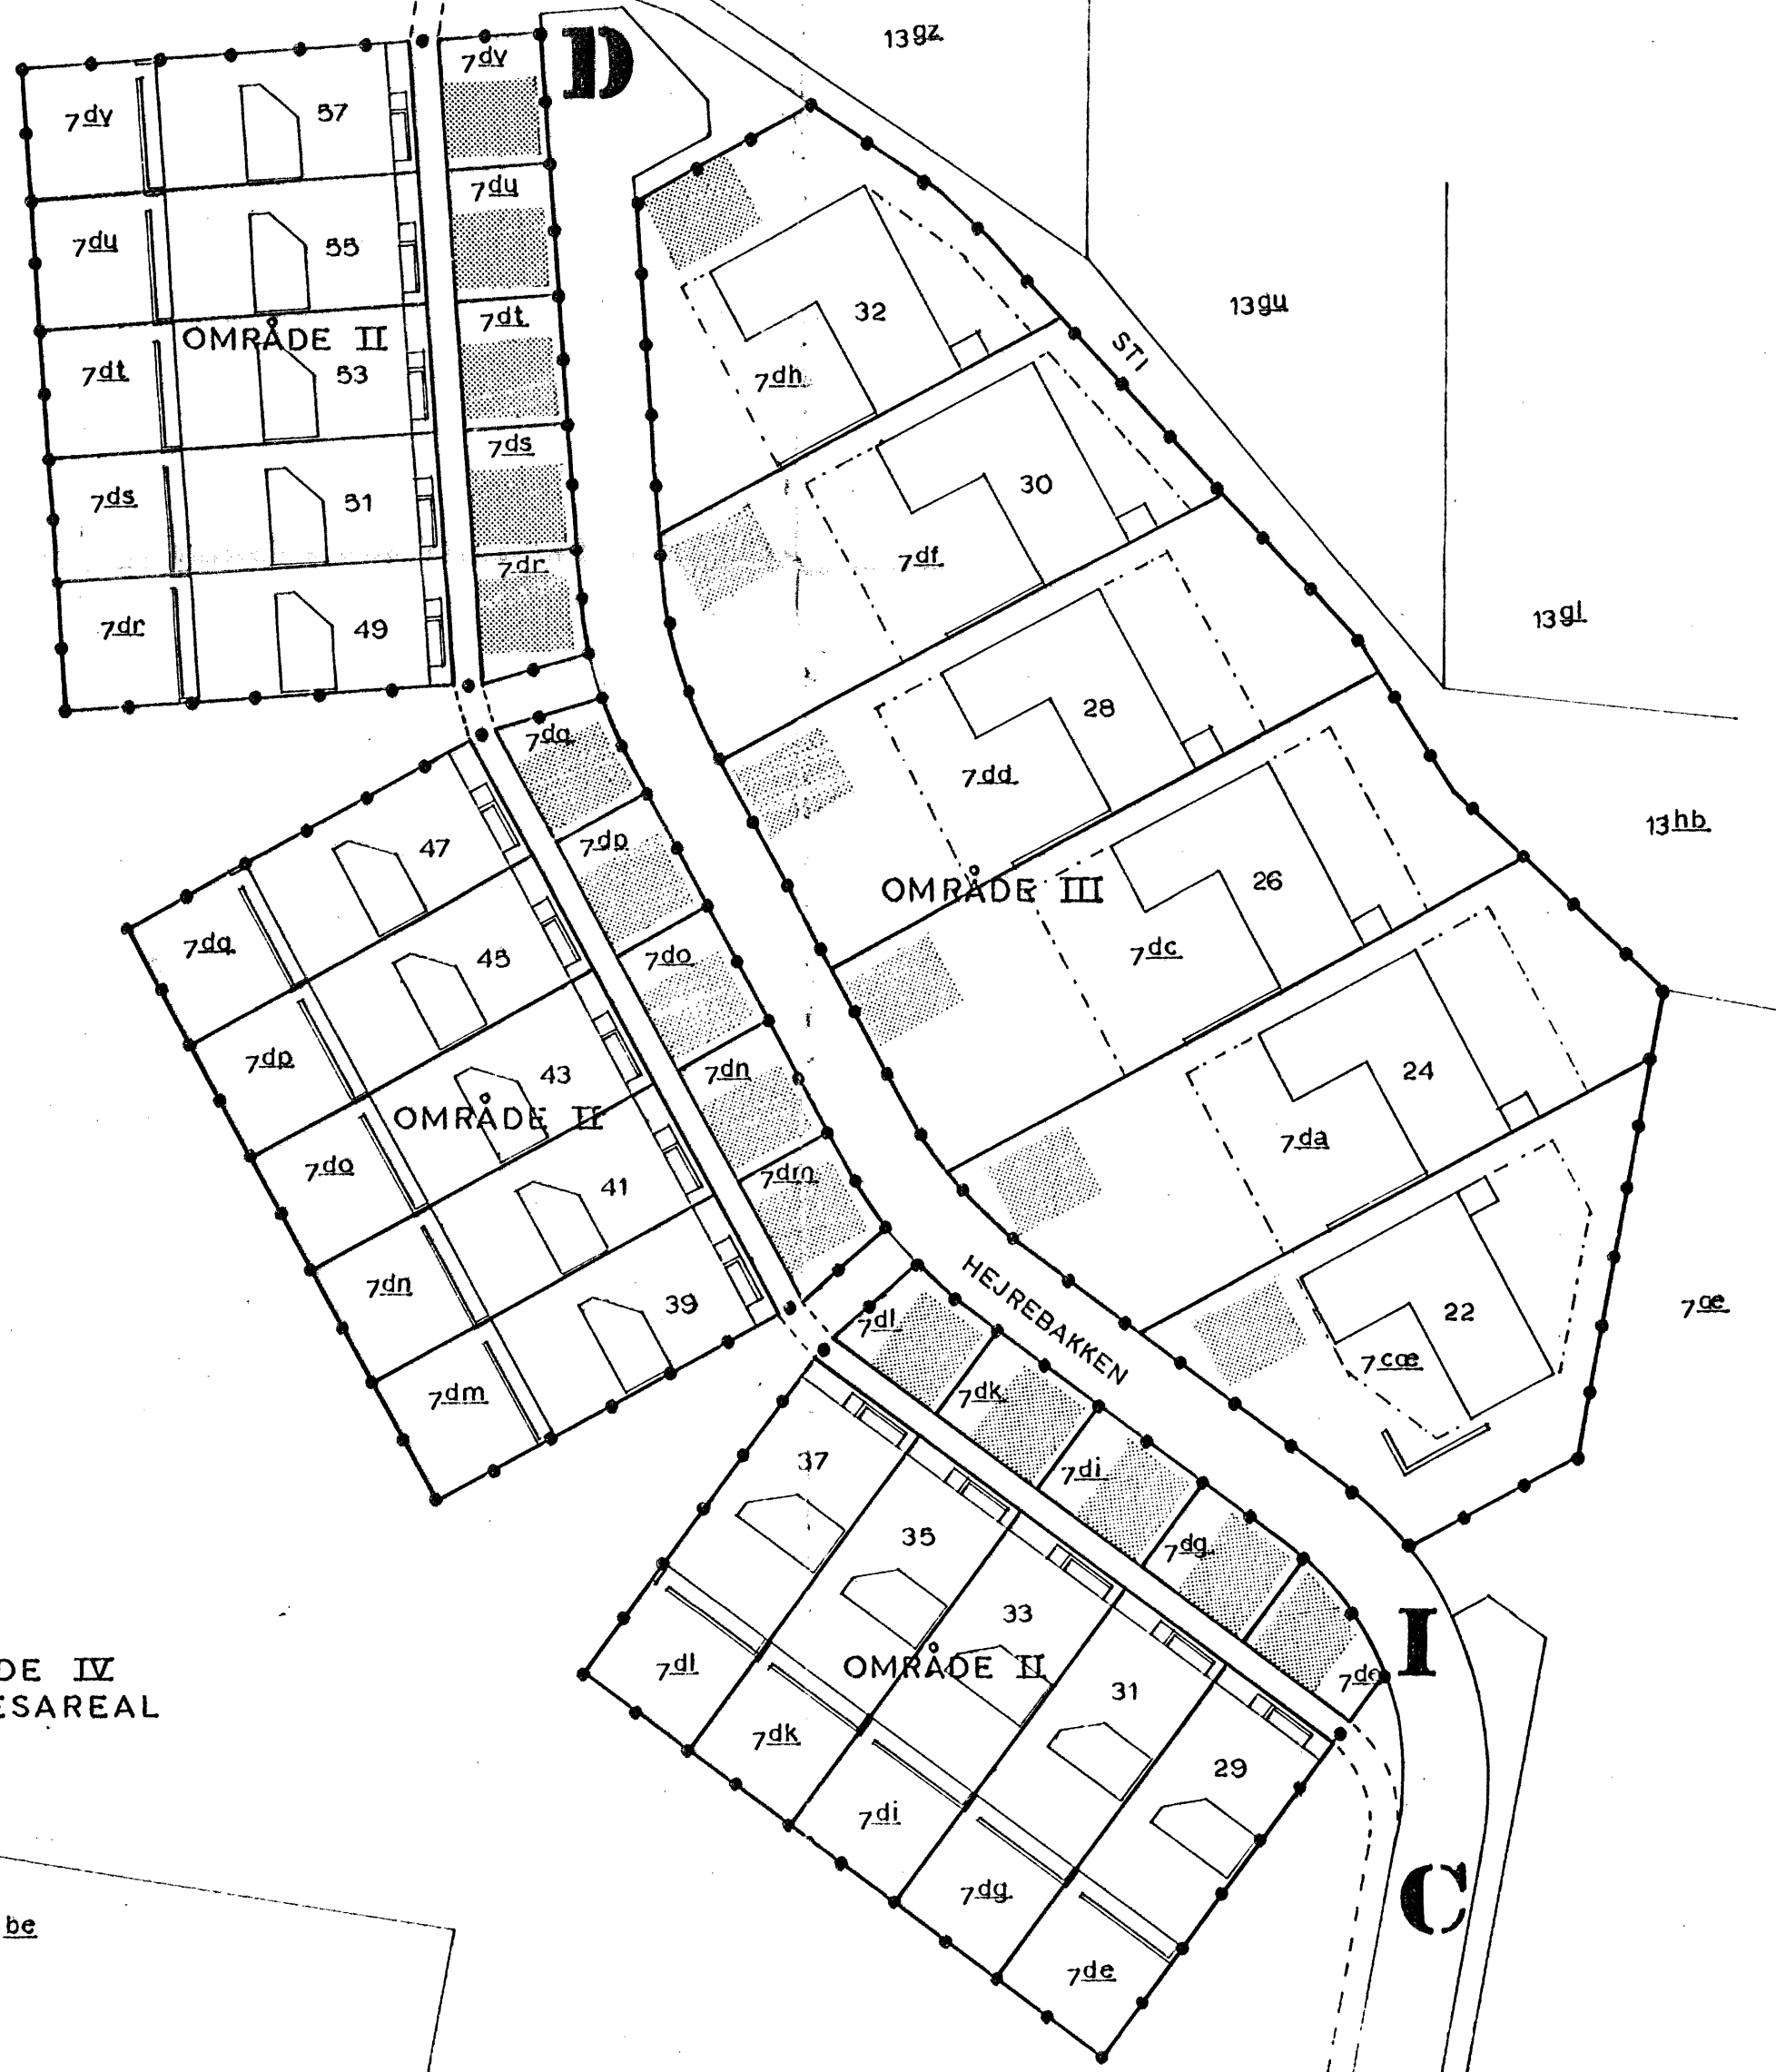 13gz
7dv
D
7dv
57
7du
7du
55
13gu
7dt
OMRÅDE II
32
STI
7dt
53
7dh
7ds
30
7ds
51
7df
7dr
7dr
49
13gl
28
7dq
7dd
13hb
47
7dp
26
OMRÅDE III
7dq
45
7do
7dc
7dp
43
7dn
24
OMRÅDE II
7da
7do
41
7dm
HEJREBAKKEN
7dn
39
22
7ae
7dl
7cæ
7dm
7dk
37
7di
35
7dg
33
I
DE IV
7dl
OMRÅDE II
7de
ESAREAL
31
7dk
29
7di
C
7dg
be
7de